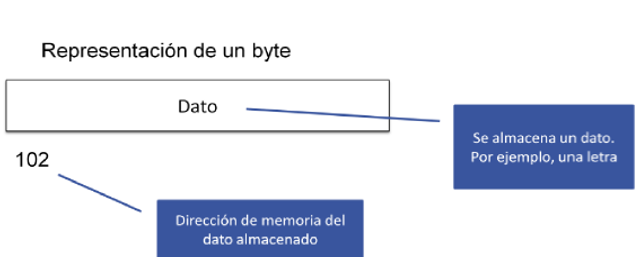 Representación de un byte
Dato
Se almacena un dato.
Por ejemplo, una letra
102
Dirección de memoria del
dato almacenado